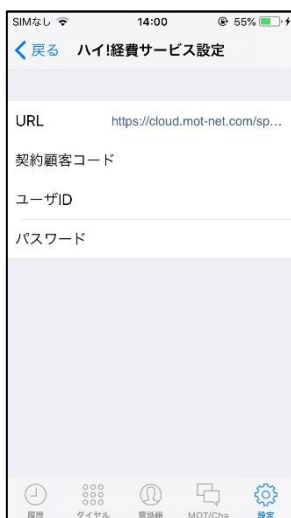 SIMなし 14:00 55%
戻る ハイ!経費サービス設定
URL https://cloud.mot-net.com/sp...
契約顧客コード
ユーザID
パスワード
履歴 ダイヤル 電話帳 MOT/Cha 設定